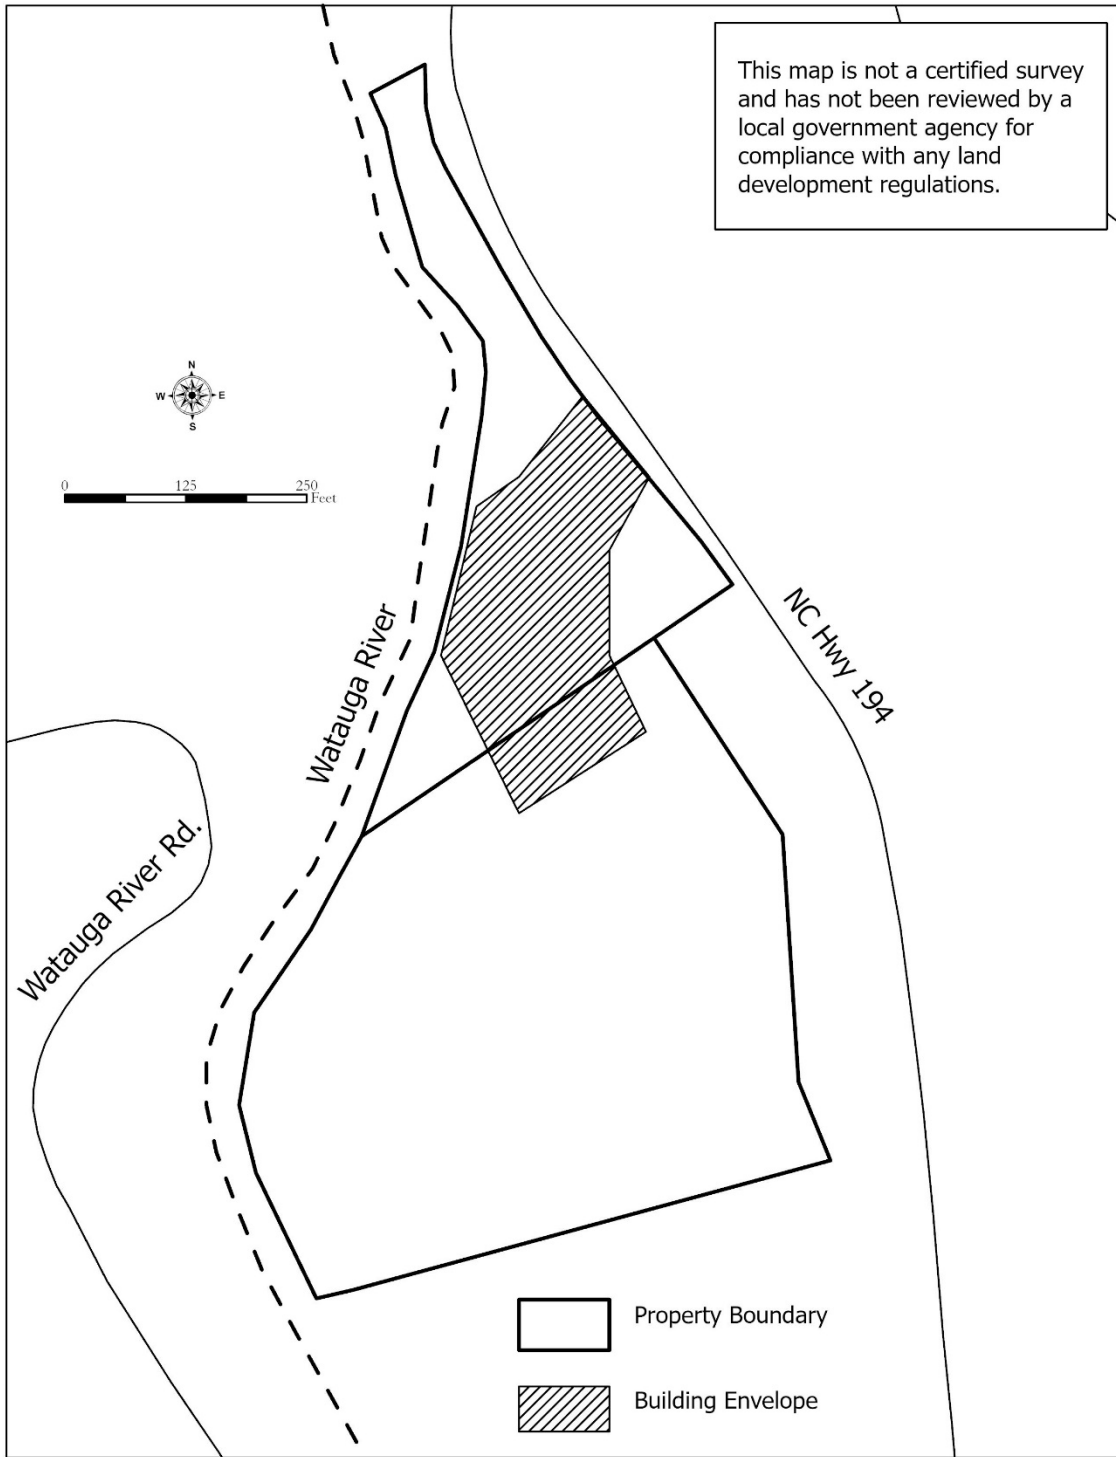 This map is not a certified survey
and has not been reviewed by a
local government agency for
compliance with any land
development regulations.
N
W
E
S
0
125
250
Feet
NC Hwy 194
Watauga River
Watauga River Rd.
Property Boundary
Building Envelope